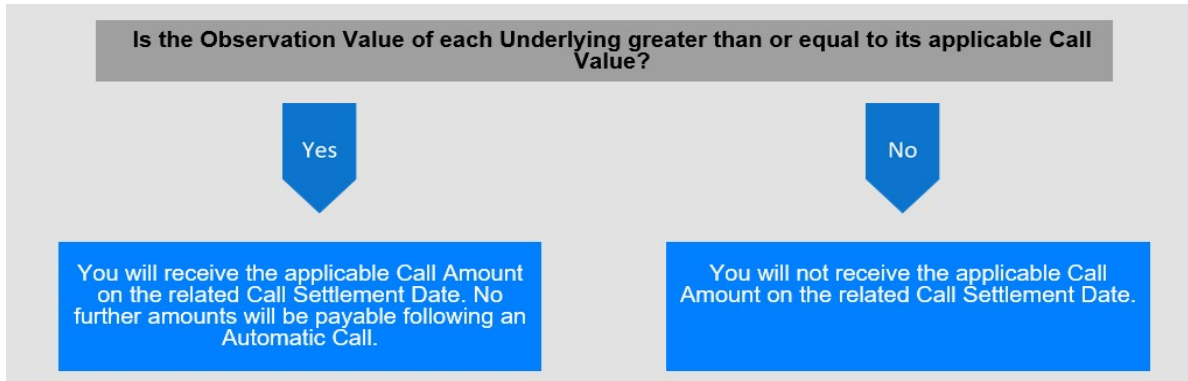 Is the Observation Value of each Underlying greater than or equal to its applicable Call
Value?
Yes
No
You will receive the applicable Call Amount
on the related Call Settlement Date. No
further amounts will be payable following an
Automatic Call.
You will not receive the applicable Call
Amount on the related Call Settlement Date.